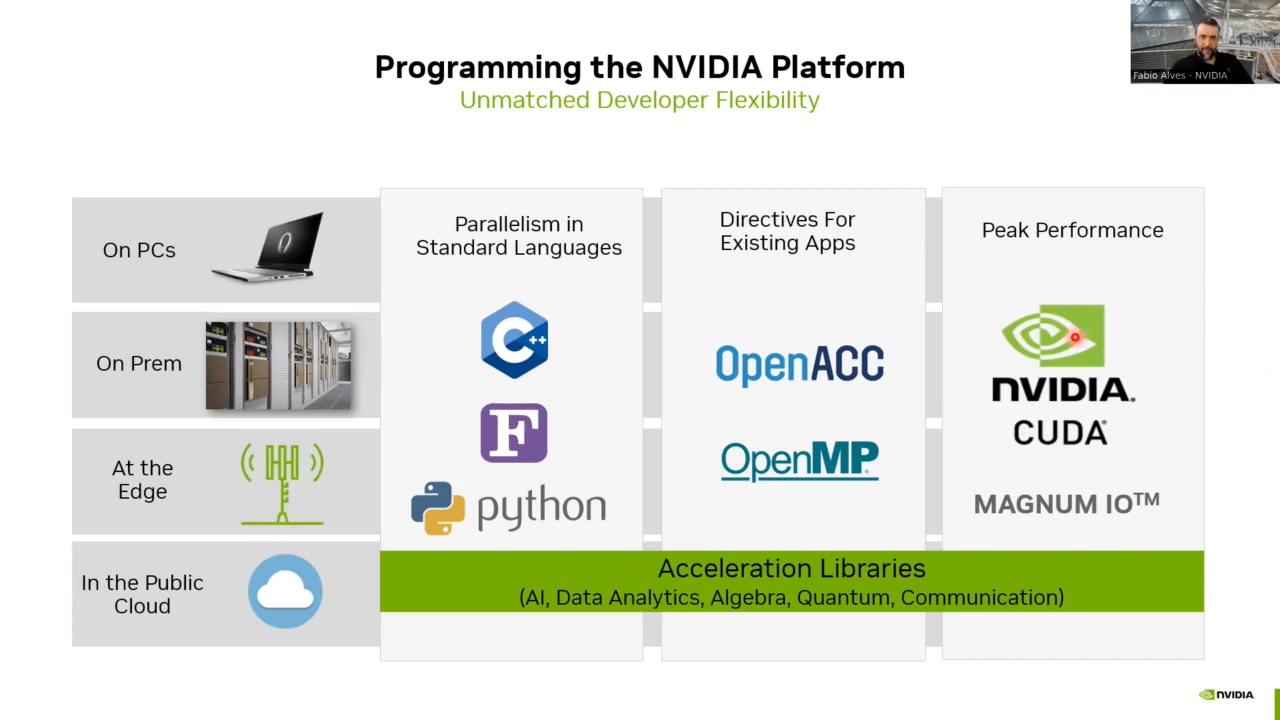 Programming the NVIDIA Platform
Unmatched Developer Flexibility
Fabio Alves - NVIDIA
On PCs
On Prem
At the
Edge
In the Public
Cloud
Parallelism in
Standard Languages
C++
F
python
Directives For
Existing Apps
OpenACC
OpenMP
Peak Performance
NVIDIA.
CUDA
MAGNUM IO™
Acceleration Libraries
(AI, Data Analytics, Algebra, Quantum, Communication)
NVIDIA.